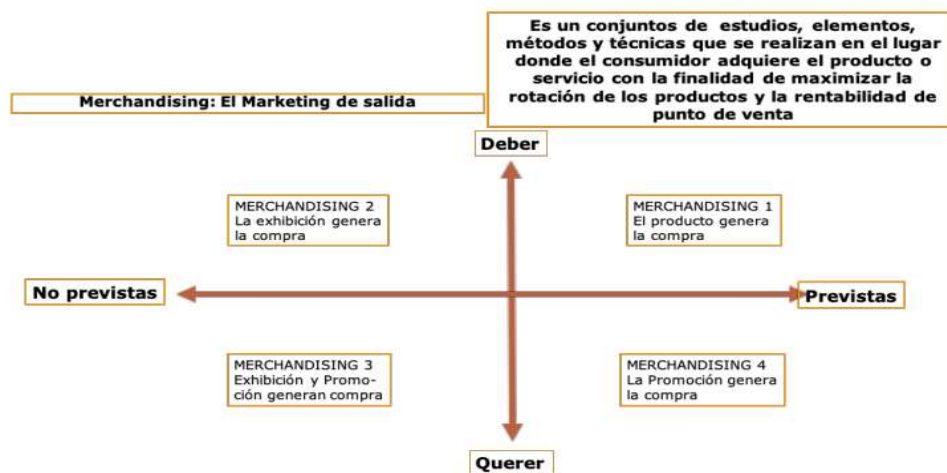 Es un conjuntos de estudios, elementos,
métodos y técnicas que se realizan en el lugar
donde el consumidor adquiere el producto o
servicio con la finalidad de maximizar la
rotación de los productos y la rentabilidad de
punto de venta
Merchandising: El Marketing de salida
Deber
MERCHANDISING 2
La exhibición genera
la compra
MERCHANDISING 1
El producto genera
la compra
No previstas
Previstas
MERCHANDISING 3
Exhibición y Promo-
ción generan compra
MERCHANDISING 4
La Promoción genera
la compra
Querer